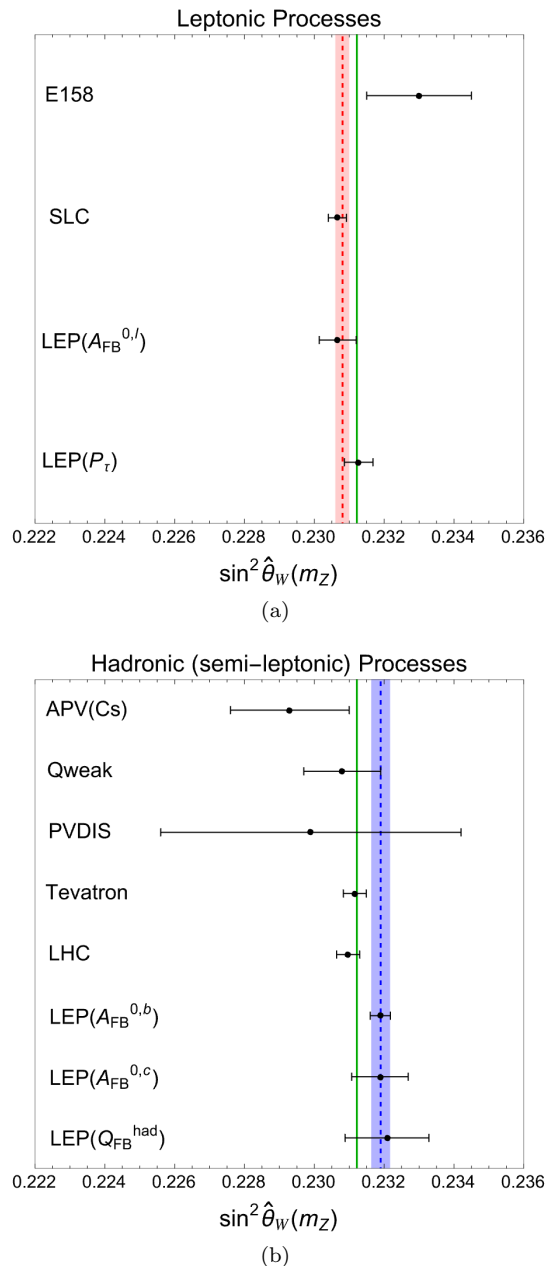 Leptonic Processes
E158
SLC
LEP(A_FB^0,l)
LEP(P_τ)
0.222 0.224 0.226 0.228 0.230 0.232 0.234 0.236
sin² θ̂_W(m_Z)
(a)
Hadronic (semi-leptonic) Processes
APV(Cs)
Qweak
PVDIS
Tevatron
LHC
LEP(A_FB^0,b)
LEP(A_FB^0,c)
LEP(Q_FB^had)
0.222 0.224 0.226 0.228 0.230 0.232 0.234 0.236
sin² θ̂_W(m_Z)
(b)